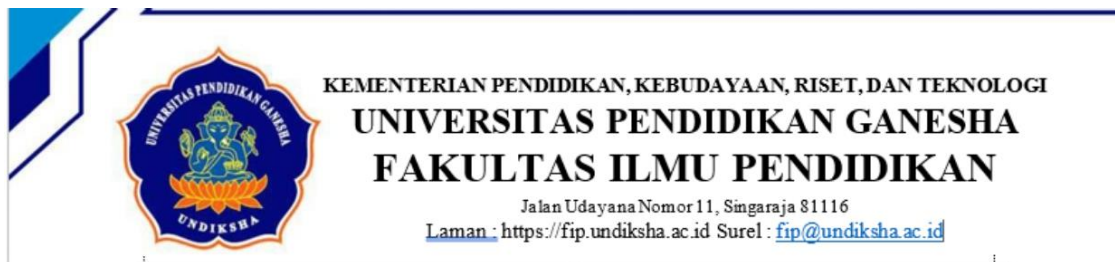 UNIVERSITAS PENDIDIKAN GANESHA
UNDIKSHA
KEMENTERIAN PENDIDIKAN, KEBUDAYAAN, RISET, DAN TEKNOLOGI
UNIVERSITAS PENDIDIKAN GANESHA
FAKULTAS ILMU PENDIDIKAN
Jalan Udayana Nomor 11, Singaraja 81116
Laman : https://fip.undiksha.ac.id Surel : fip@undiksha.ac.id